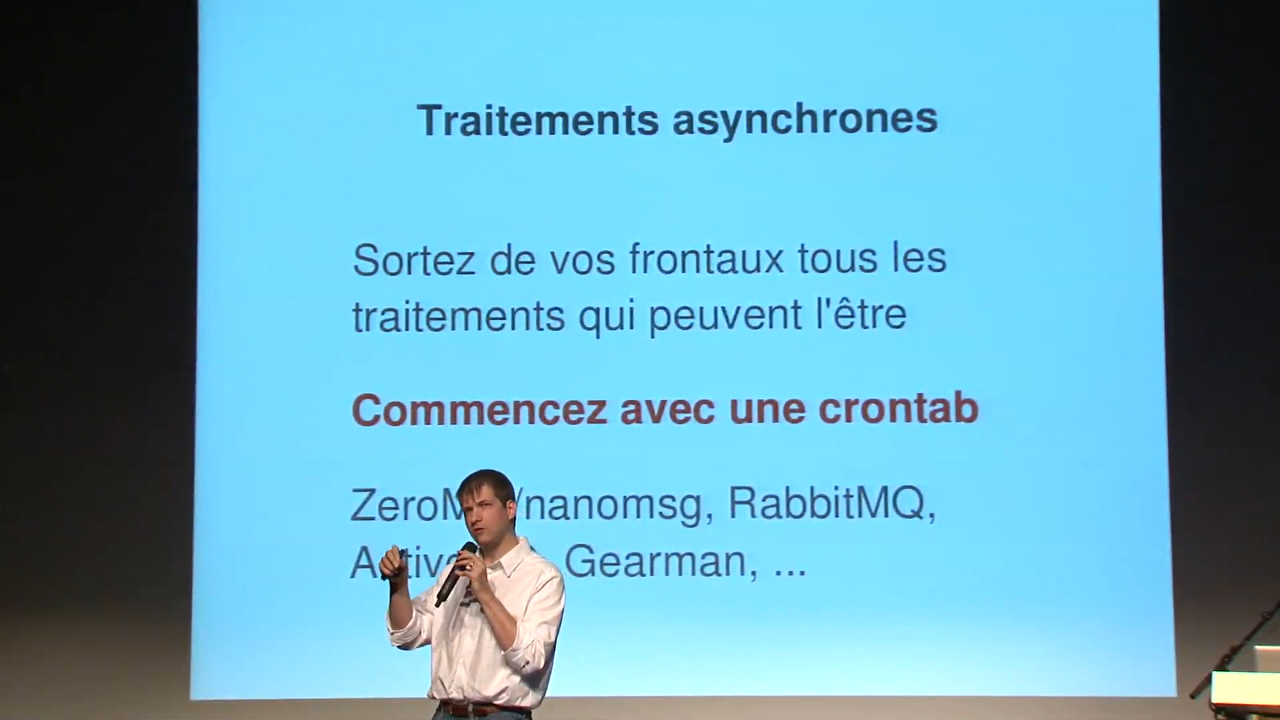 Traitements asynchrones
Sortez de vos frontaux tous les
traitements qui peuvent l'être
Commencez avec une crontab
/nanomsg, RabbitMQ,
Gearman, ...